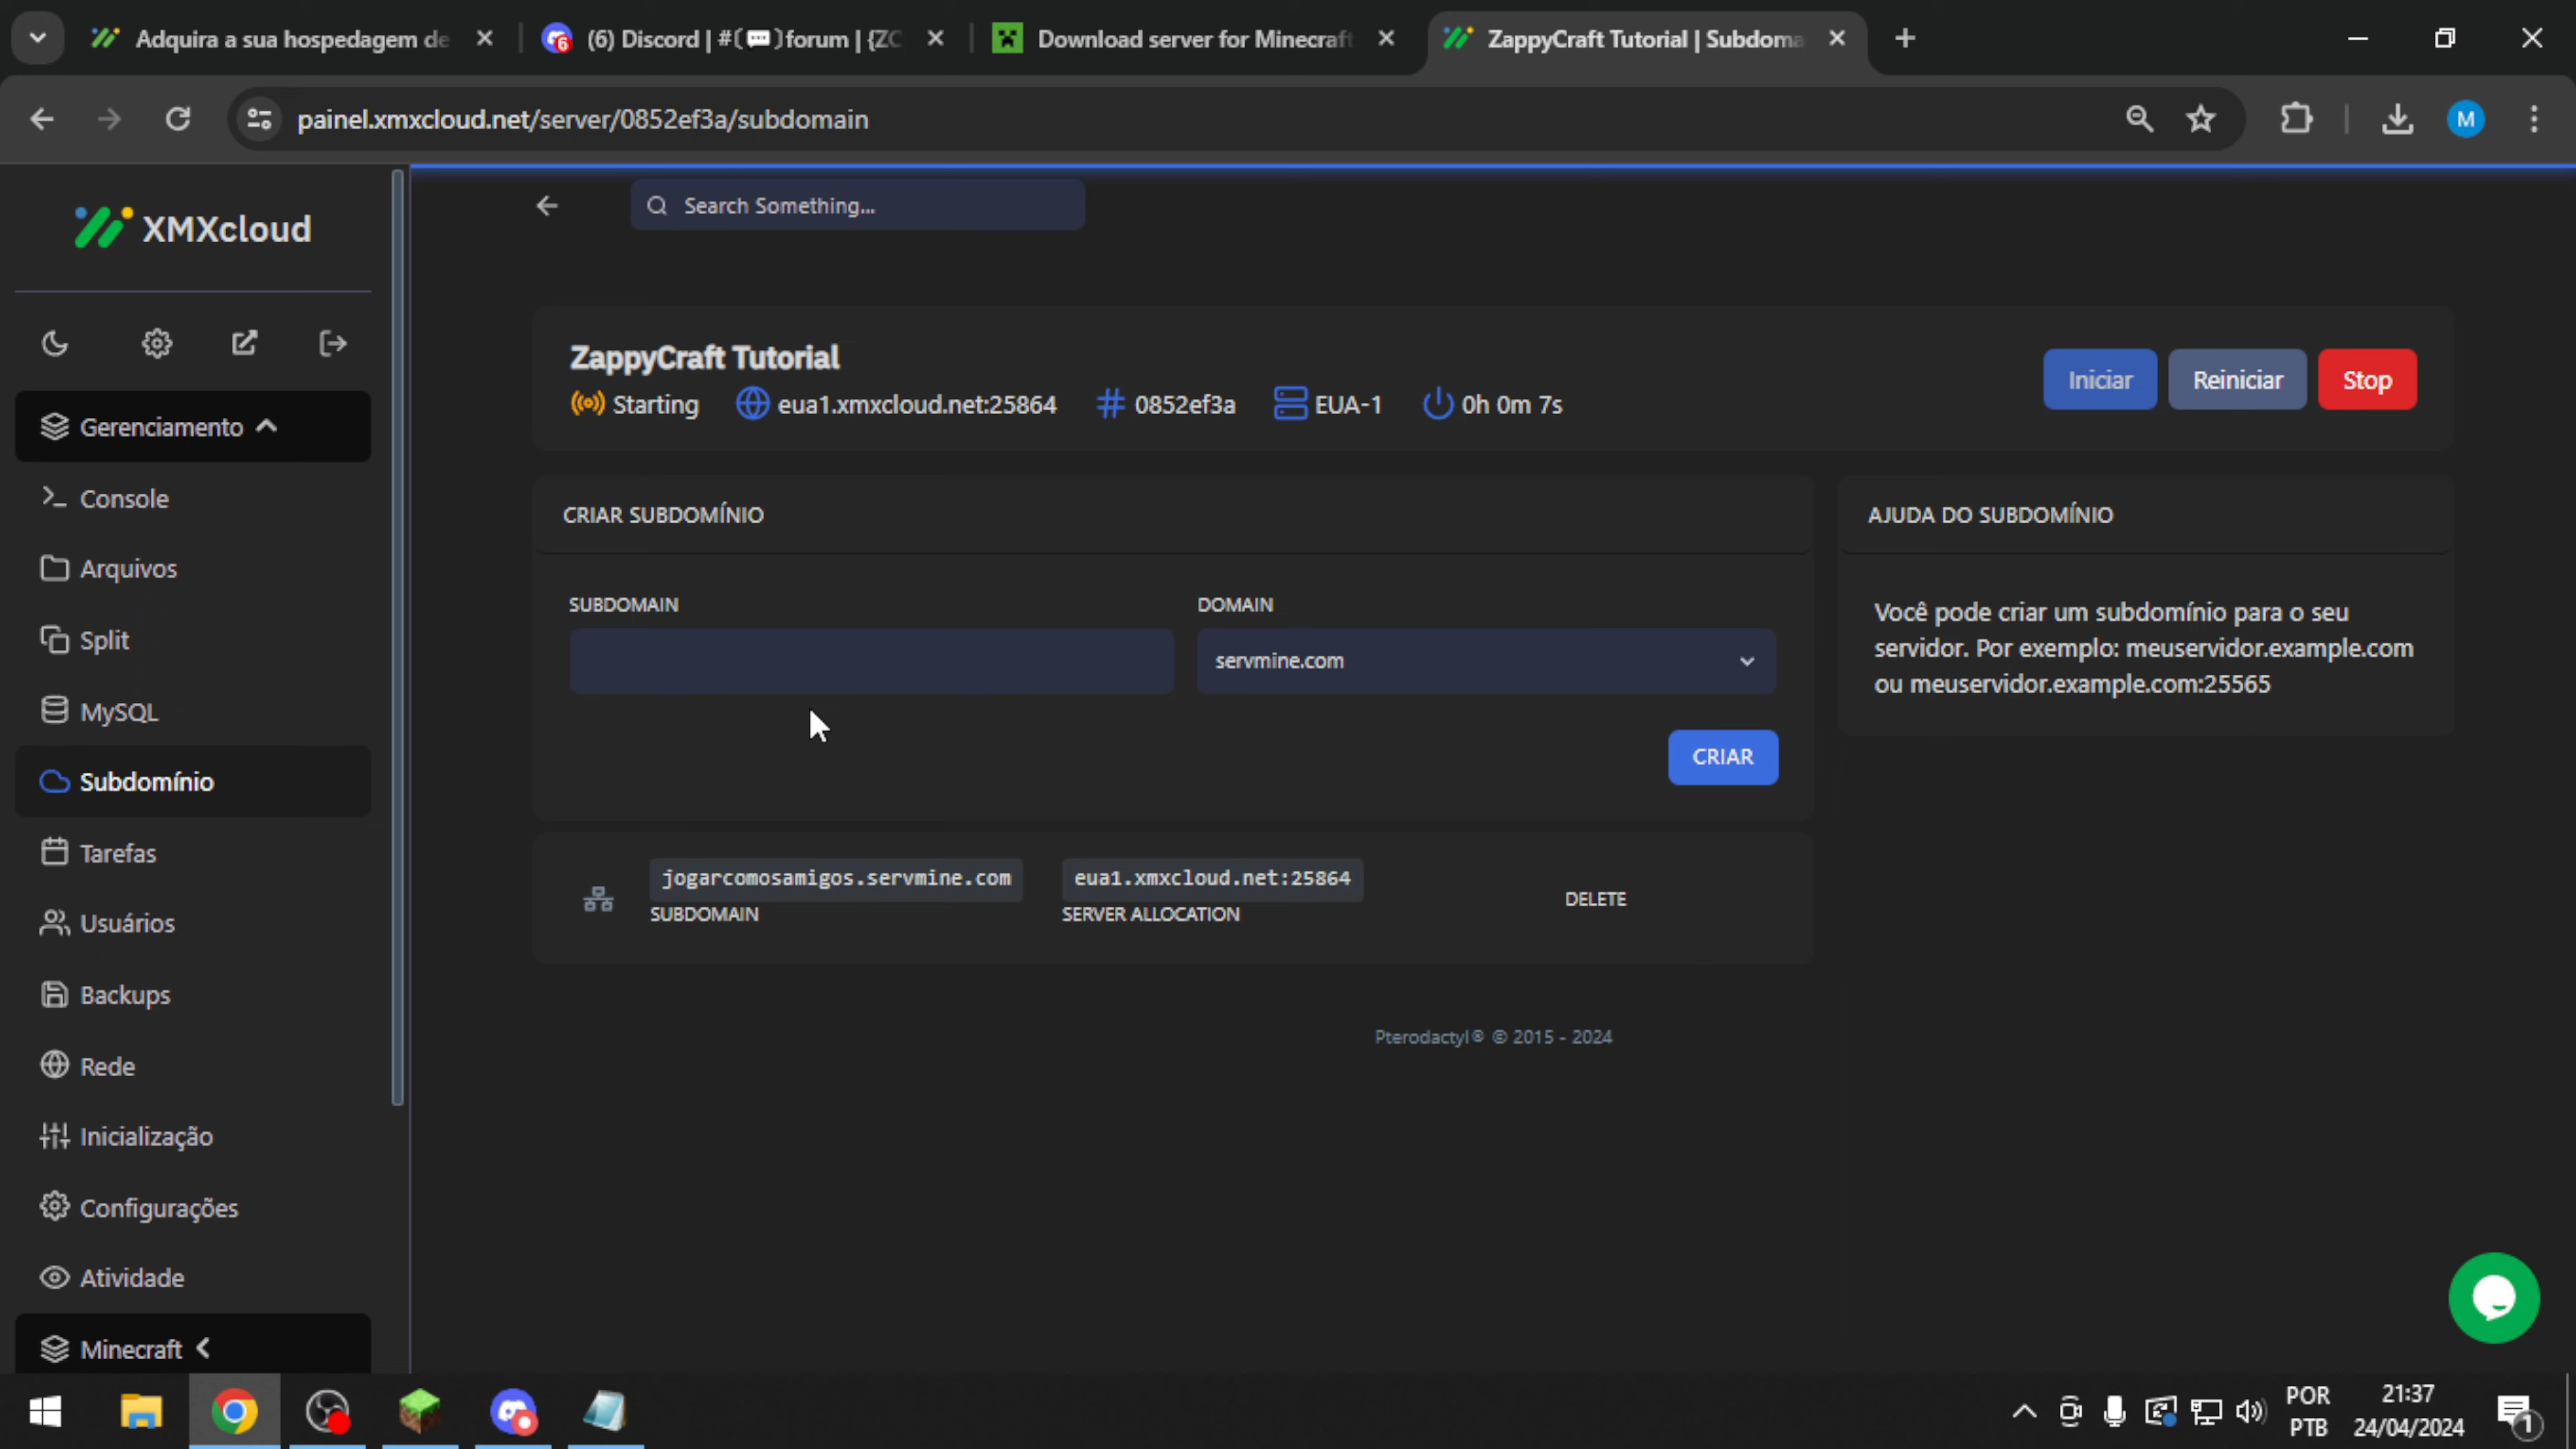 Adquira a sua hospedagem de
(6) Discord | #(💬)forum | {ZC
Download server for Minecraft
ZappyCraft Tutorial | Subdoma
painel.xmxcloud.net/server/0852ef3a/subdomain
M
XMXcloud
Search Something...
ZappyCraft Tutorial
Starting
eua1.xmxcloud.net:25864
0852ef3a
EUA-1
0h 0m 7s
Iniciar
Reiniciar
Stop
Gerenciamento
Console
Arquivos
Split
MySQL
Subdomínio
Tarefas
Usuários
Backups
Rede
Inicialização
Configurações
Atividade
Minecraft
CRIAR SUBDOMÍNIO
SUBDOMAIN
DOMAIN
servmine.com
CRIAR
jogarcomosamigos.servmine.com
SUBDOMAIN
eua1.xmxcloud.net:25864
SERVER ALLOCATION
DELETE
AJUDA DO SUBDOMÍNIO
Você pode criar um subdomínio para o seu
servidor. Por exemplo: meuservidor.example.com
ou meuservidor.example.com:25565
Pterodactyl® © 2015 - 2024
POR
PTB
21:37
24/04/2024
1